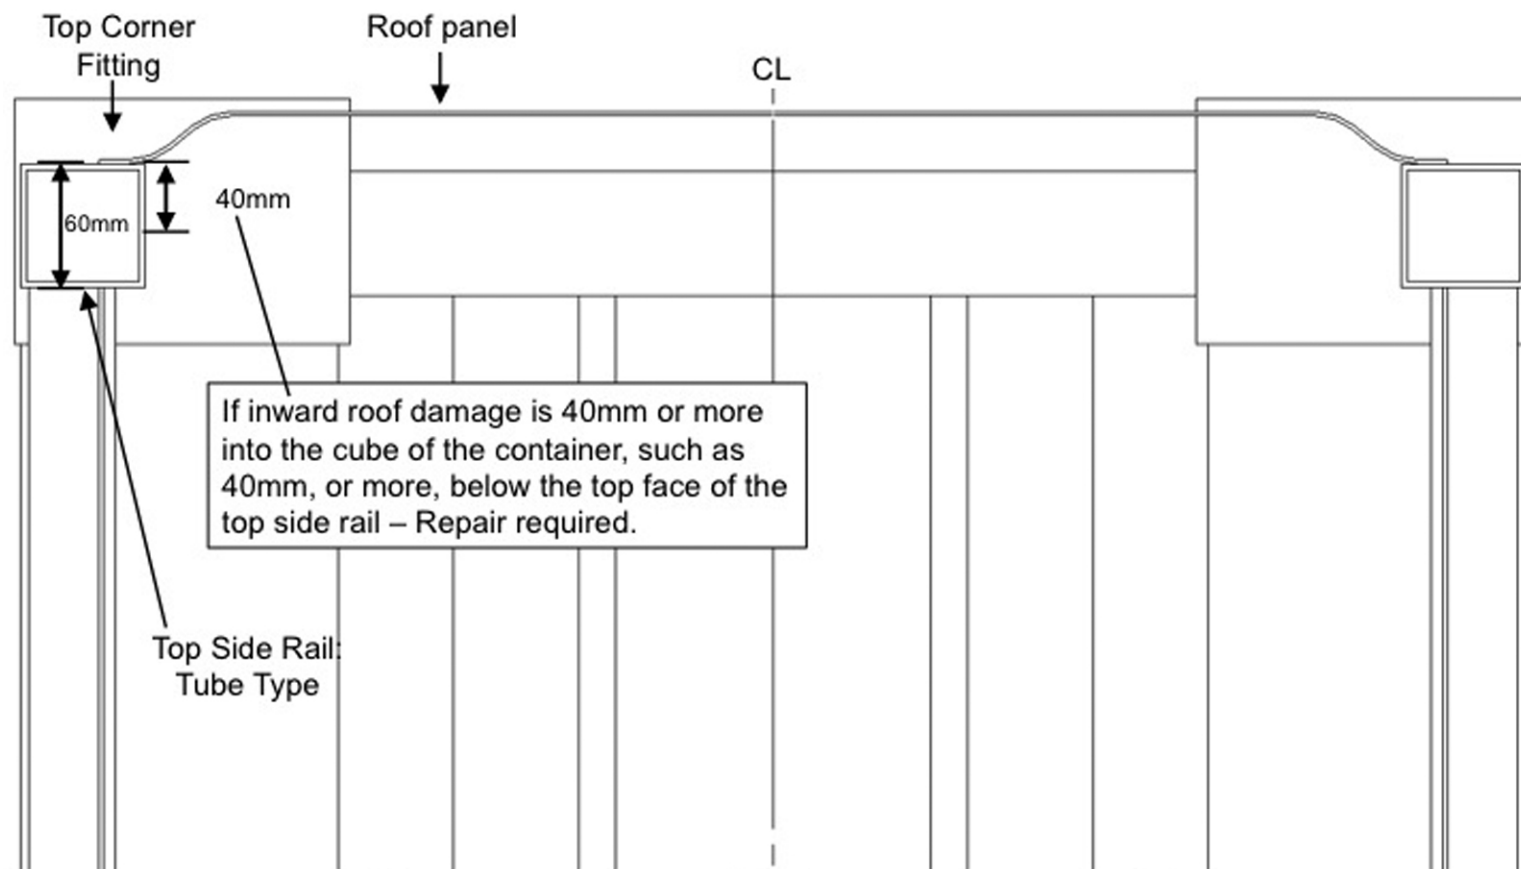 Top Corner
Fitting
Roof panel
CL
40mm
60mm
If inward roof damage is 40mm or more
into the cube of the container, such as
40mm, or more, below the top face of the
top side rail – Repair required.
Top Side Rail:
Tube Type